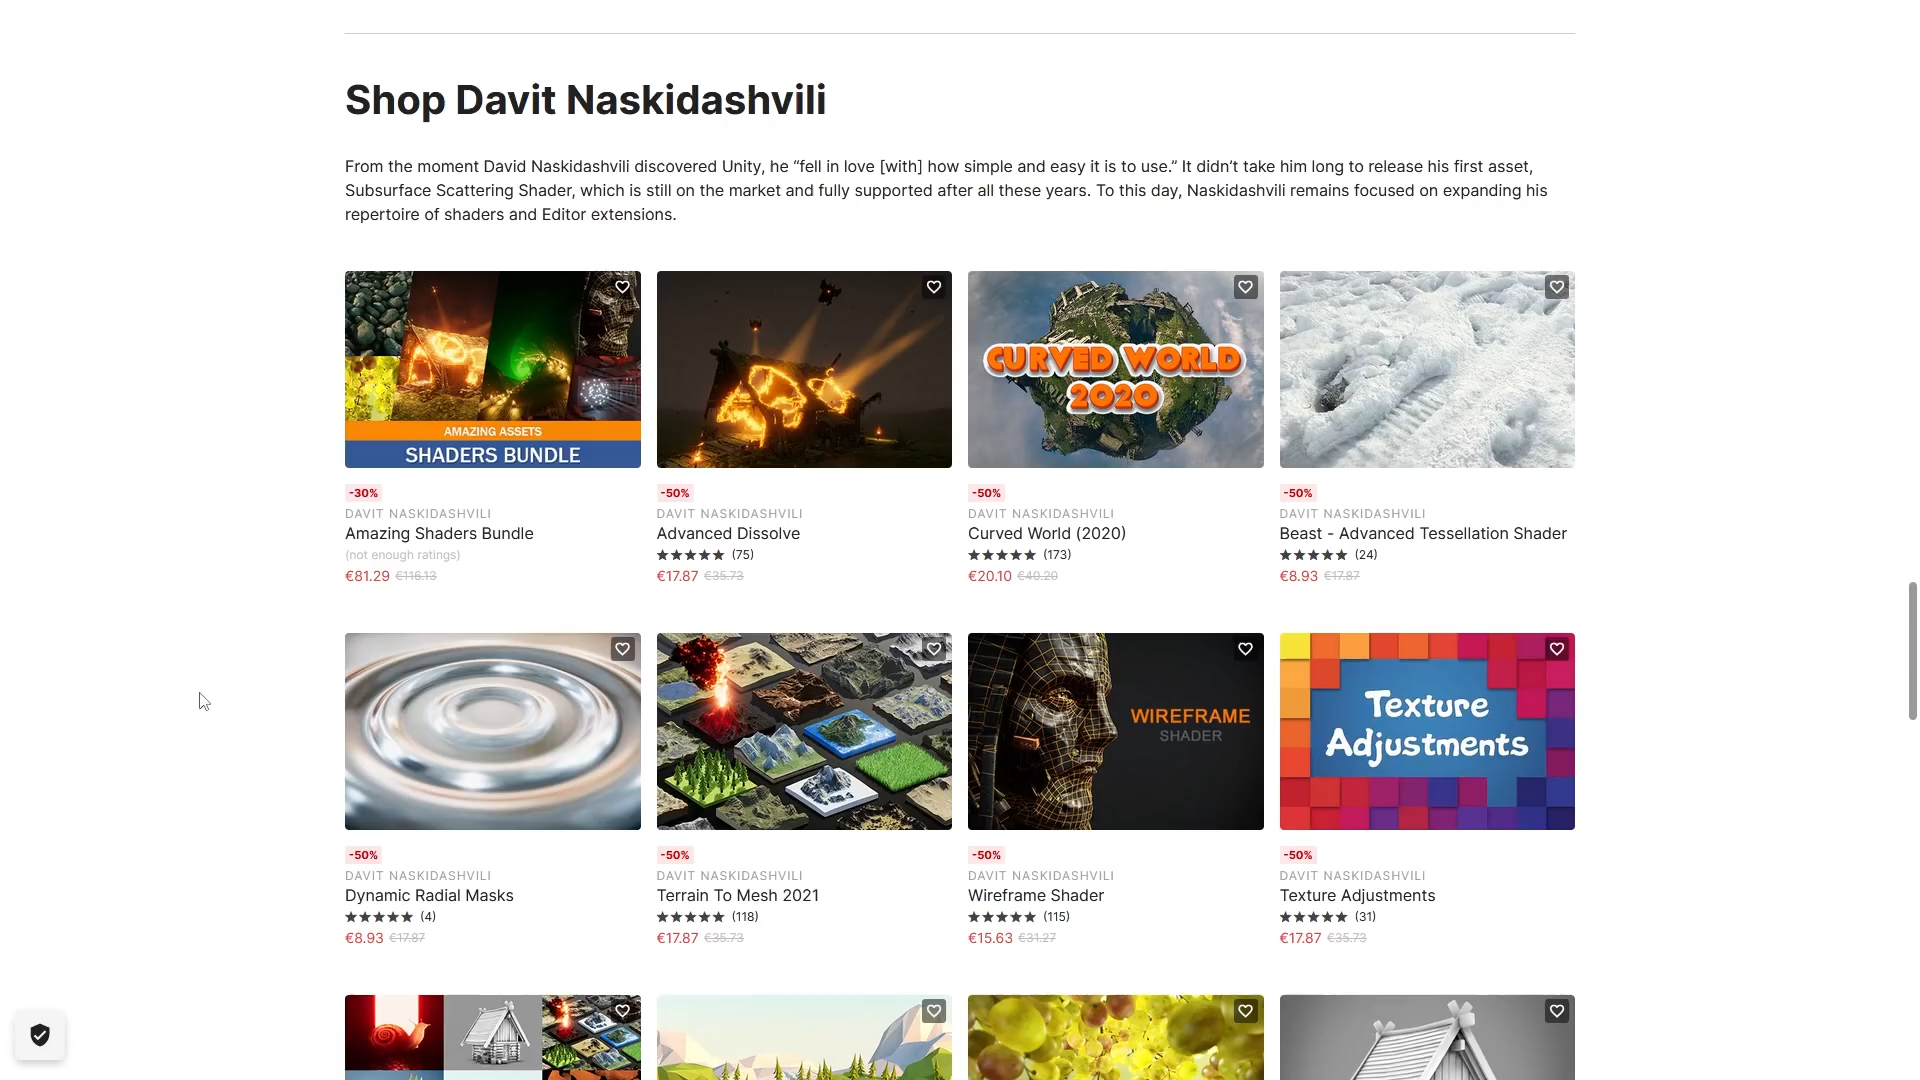 Shop Davit Naskidashvili
From the moment David Naskidashvili discovered Unity, he “fell in love [with] how simple and easy it is to use.” It didn’t take him long to release his first asset,
Subsurface Scattering Shader, which is still on the market and fully supported after all these years. To this day, Naskidashvili remains focused on expanding his
repertoire of shaders and Editor extensions.
AMAZING ASSETS
SHADERS BUNDLE
-30%
DAVIT NASKIDASHVILI
Amazing Shaders Bundle
(not enough ratings)
€81.29 €116.13
-50%
DAVIT NASKIDASHVILI
Advanced Dissolve
(75)
€17.87 €35.73
CURVED WORLD
2020
-50%
DAVIT NASKIDASHVILI
Curved World (2020)
(173)
€20.10 €40.20
-50%
DAVIT NASKIDASHVILI
Beast - Advanced Tessellation Shader
(24)
€8.93 €17.87
-50%
DAVIT NASKIDASHVILI
Dynamic Radial Masks
(4)
€8.93 €17.87
-50%
DAVIT NASKIDASHVILI
Terrain To Mesh 2021
(118)
€17.87 €35.73
WIREFRAME
SHADER
-50%
DAVIT NASKIDASHVILI
Wireframe Shader
(115)
€15.63 €31.27
Texture
Adjustments
-50%
DAVIT NASKIDASHVILI
Texture Adjustments
(31)
€17.87 €35.73